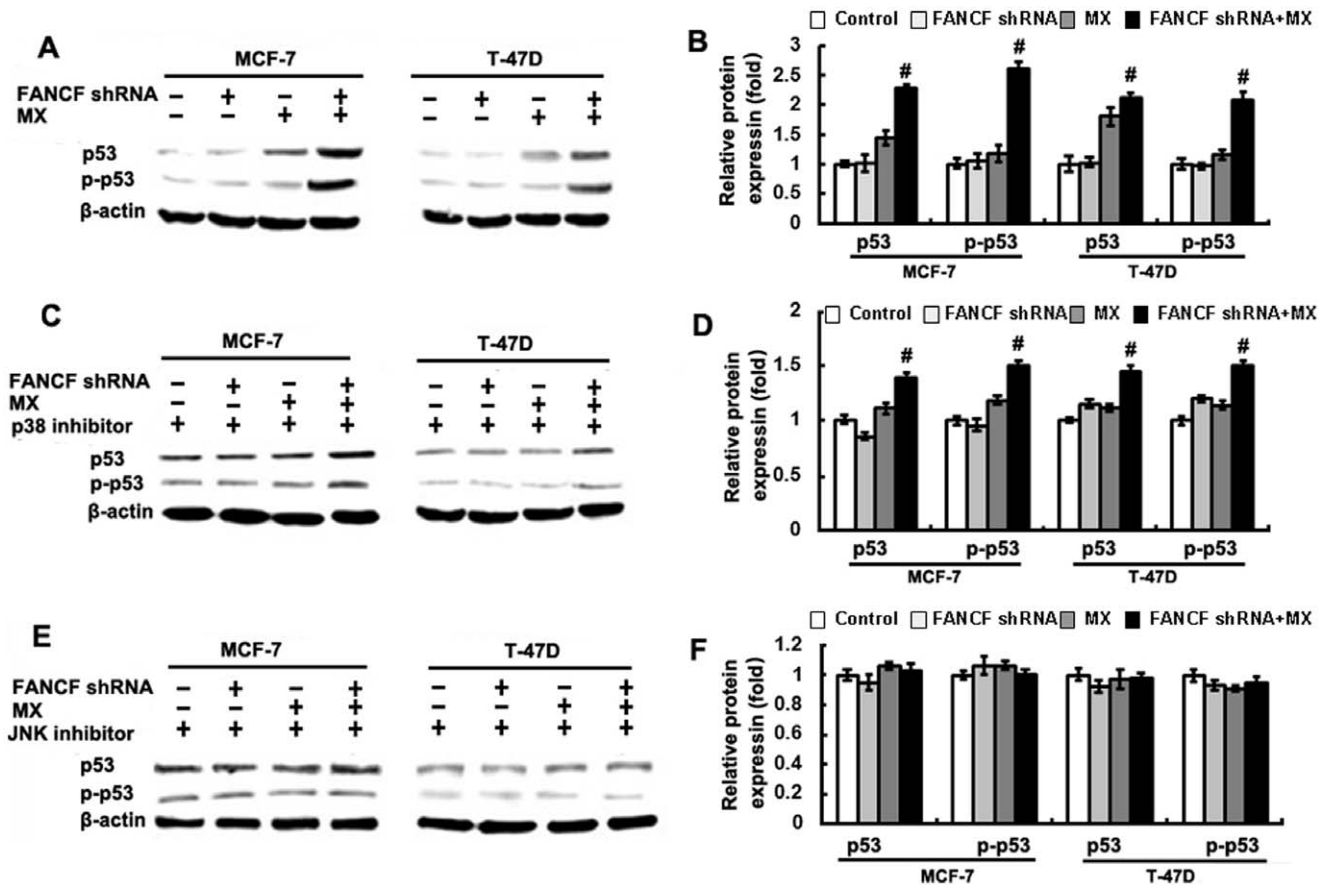 A
MCF-7
T-47D
FANCF shRNA – + – + – + – +
MX – – + + – – + +
p53
p-p53
β-actin
B
Control FANCF shRNA MX FANCF shRNA+MX
Relative protein
expressin (fold)
3
2.5
2
1.5
1
0.5
0
# # # #
p53 p-p53 p53 p-p53
MCF-7 T-47D
C
MCF-7
T-47D
FANCF shRNA – + – + – + – +
MX – – + + – – + +
p38 inhibitor + + + + + + + +
p53
p-p53
β-actin
D
Control FANCF shRNA MX FANCF shRNA+MX
Relative protein
expressin (fold)
2
1.5
1
0.5
0
# # # #
p53 p-p53 p53 p-p53
MCF-7 T-47D
E
MCF-7
T-47D
FANCF shRNA – + – + – + – +
MX – – + + – – + +
JNK inhibitor + + + + + + + +
p53
p-p53
β-actin
F
Control FANCF shRNA MX FANCF shRNA+MX
Relative protein
expressin (fold)
1.2
1
0.8
0.6
0.4
0.2
0
p53 p-p53 p53 p-p53
MCF-7 T-47D